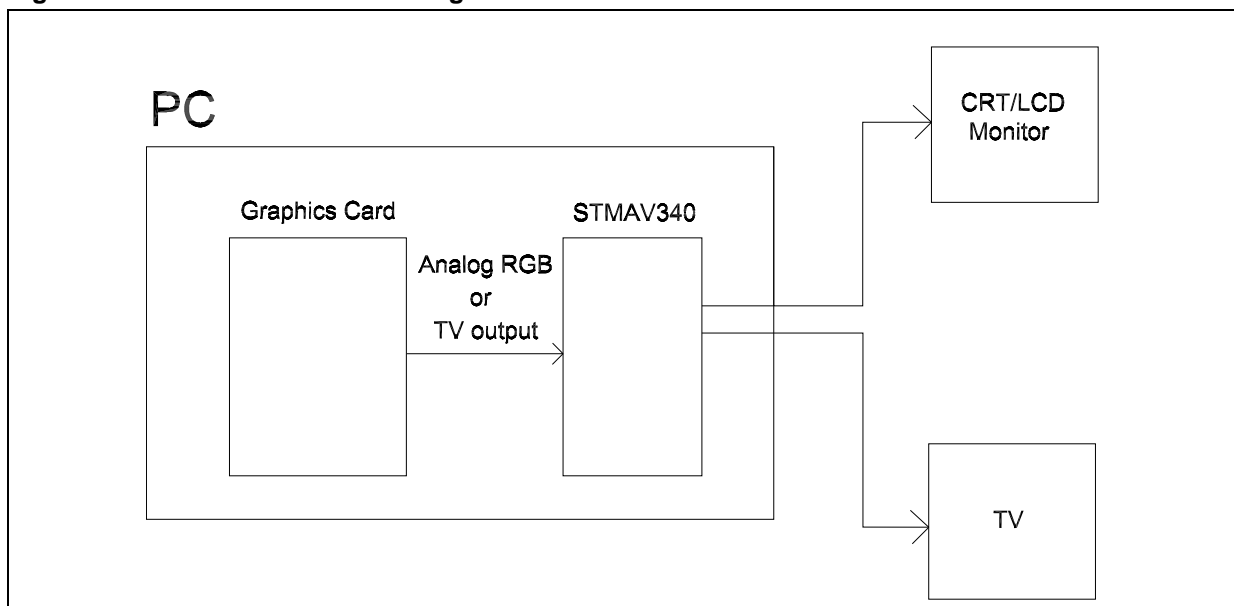 PC
Graphics Card
STMAV340
Analog RGB
or
TV output
CRT/LCD
Monitor
TV